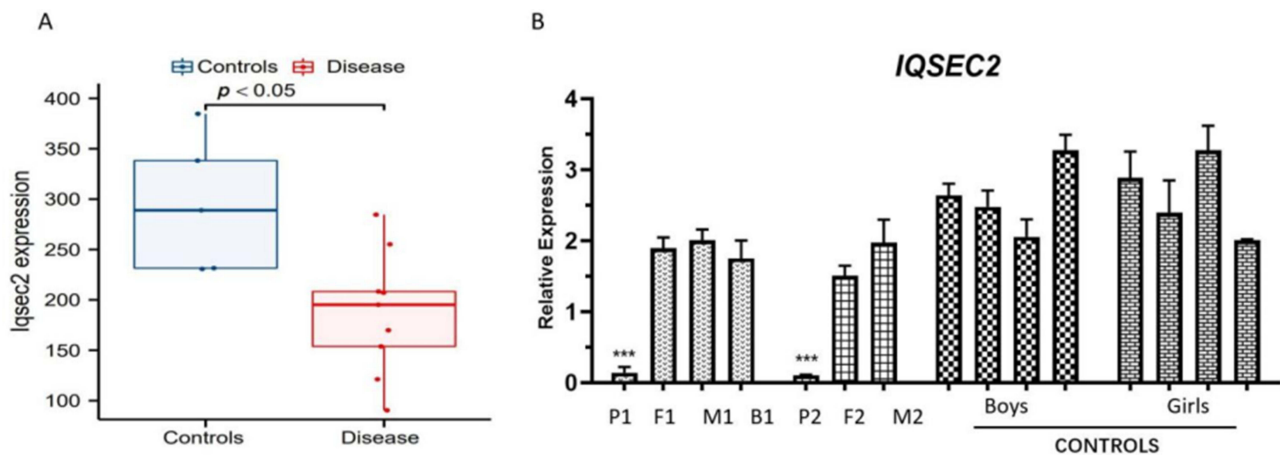 A
Controls Disease
p < 0.05
400
350
300
250
200
150
100
Iqsec2 expression
Controls Disease
B
IQSEC2
4
3
2
1
0
Relative Expression
*** ***
P1 F1 M1 B1 P2 F2 M2 Boys Girls
CONTROLS